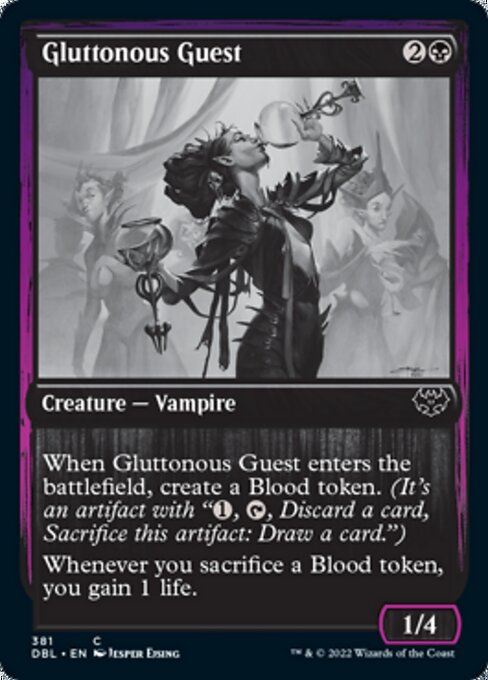 Gluttonous Guest 2
Creature — Vampire
When Gluttonous Guest enters the
battlefield, create a Blood token. (It's
an artifact with “1, T, Discard a card,
Sacrifice this artifact: Draw a card.”)
Whenever you sacrifice a Blood token,
you gain 1 life.
1/4
381 C
DBL • EN Jesper Ejsing
™ & © 2022 Wizards of the Coast